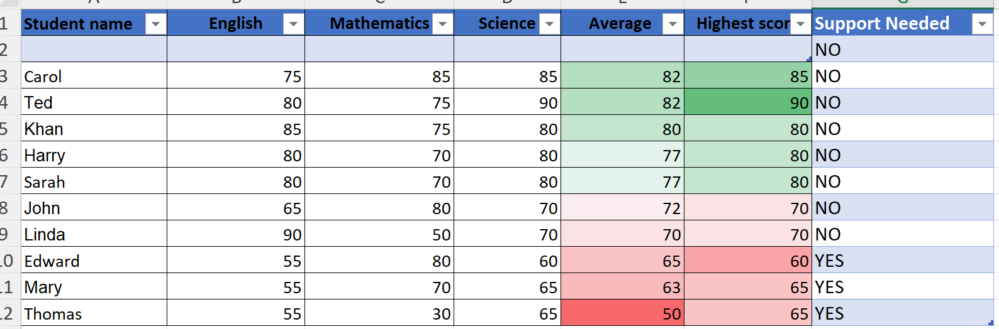 1 Student name English Mathematics Science Average Highest scor Support Needed
2 NO
3 Carol 75 85 85 82 85 NO
4 Ted 80 75 90 82 90 NO
5 Khan 85 75 80 80 80 NO
6 Harry 80 70 80 77 80 NO
7 Sarah 80 70 80 77 80 NO
8 John 65 80 70 72 70 NO
9 Linda 90 50 70 70 70 NO
10 Edward 55 80 60 65 60 YES
11 Mary 55 70 65 63 65 YES
12 Thomas 55 30 65 50 65 YES